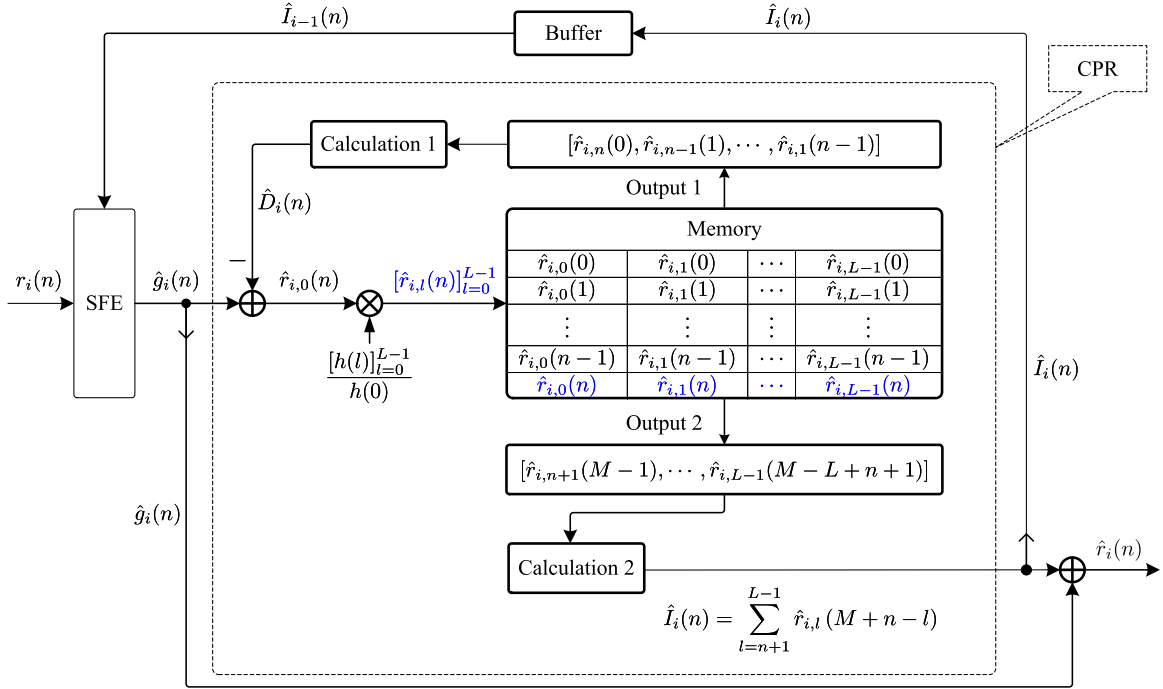 Î_{i−1}(n)
Buffer
Î_i(n)
CPR
Calculation 1
[r̂_{i,n}(0), r̂_{i,n−1}(1), ⋯ , r̂_{i,1}(n − 1)]
Output 1
D̂_i(n)
−
Memory
r̂_{i,0}(0) r̂_{i,1}(0) ⋯ r̂_{i,L−1}(0)
r̂_{i,0}(1) r̂_{i,1}(1) ⋯ r̂_{i,L−1}(1)
⋮ ⋮ ⋮ ⋮
r̂_{i,0}(n−1) r̂_{i,1}(n−1) ⋯ r̂_{i,L−1}(n−1)
r̂_{i,0}(n) r̂_{i,1}(n) ⋯ r̂_{i,L−1}(n)
r_i(n)
SFE
ĝ_i(n)
r̂_{i,0}(n)
[r̂_{i,l}(n)]_{l=0}^{L−1}
[h(l)]_{l=0}^{L−1}
h(0)
Î_i(n)
Output 2
[r̂_{i,n+1}(M − 1), ⋯ , r̂_{i,L−1}(M − L + n + 1)]
ĝ_i(n)
Calculation 2
r̂_i(n)
Î_i(n) = ∑_{l=n+1}^{L−1} r̂_{i,l} (M + n − l)